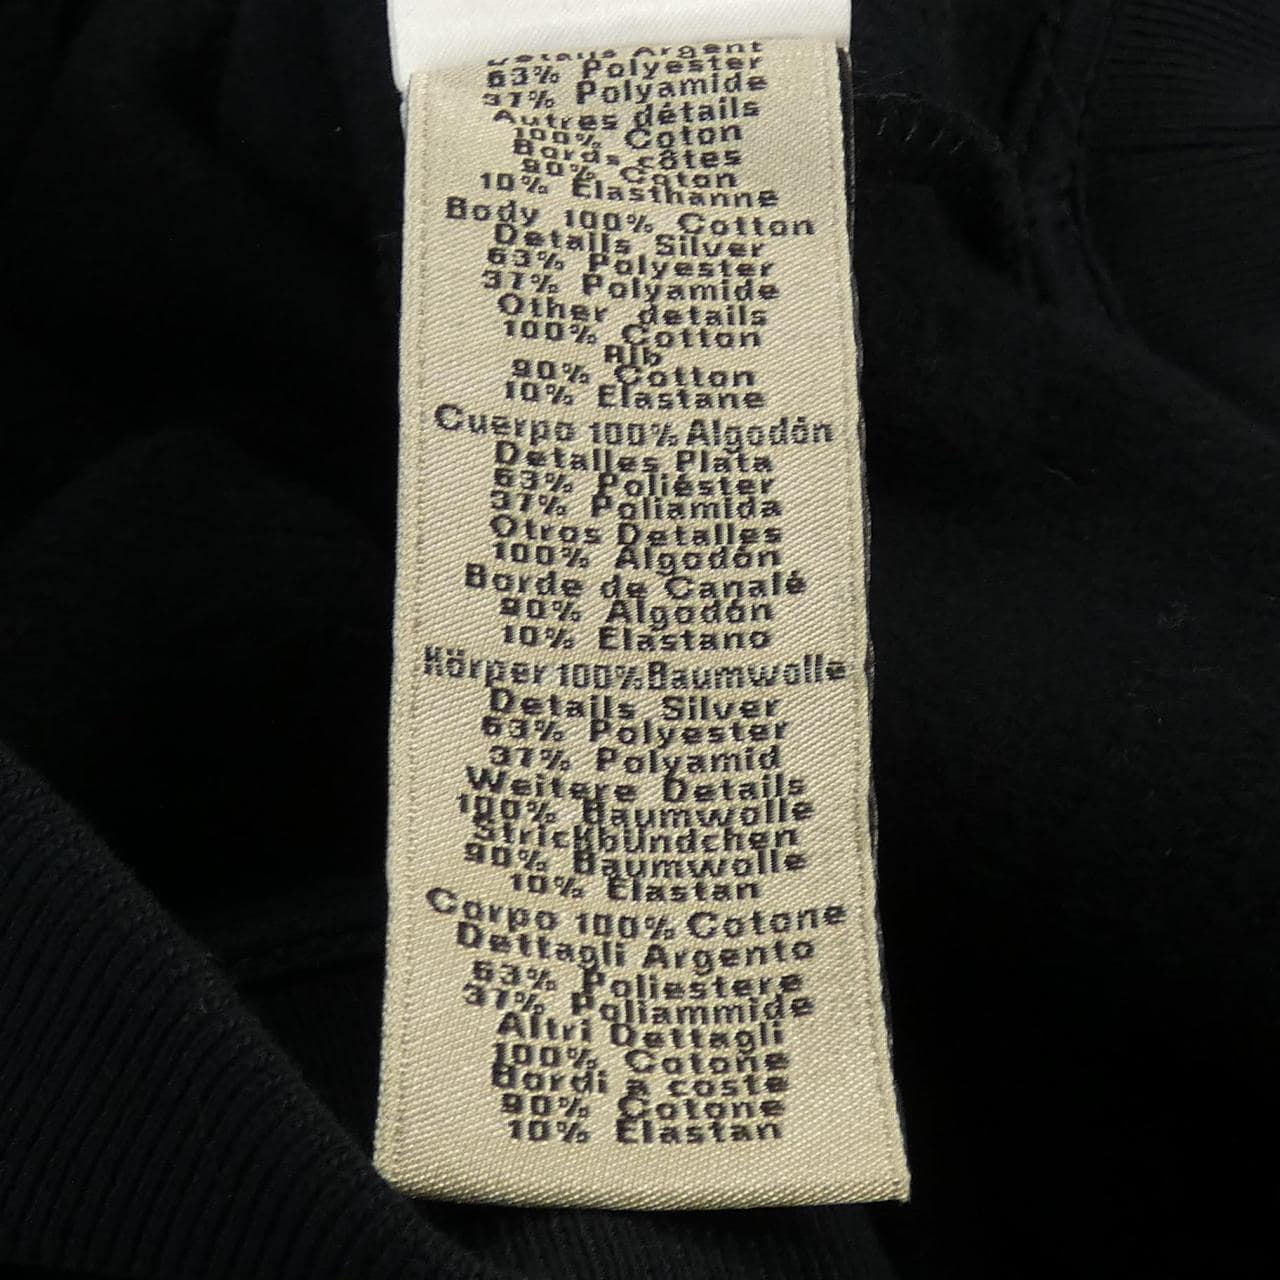 Détails Argent
63% Polyester
37% Polyamide
Autres détails
100% Coton
Bords côtes
90% Coton
10% Élasthanne
Body 100% Cotton
Details Silver
63% Polyester
37% Polyamide
Other details
100% Cotton
Rib
90% Cotton
10% Elastane
Cuerpo 100% Algodón
Detalles Plata
63% Poliéster
37% Poliamida
Otros Detalles
100% Algodón
Borde de Canalé
90% Algodón
10% Elastano
Körper 100% Baumwolle
Details Silver
63% Polyester
37% Polyamid
Weitere Details
100% Baumwolle
Strickbündchen
90% Baumwolle
10% Elastan
Corpo 100% Cotone
Dettagli Argento
63% Poliestere
37% Poliammide
Altri Dettagli
100% Cotone
Bordi a coste
90% Cotone
10% Elastan